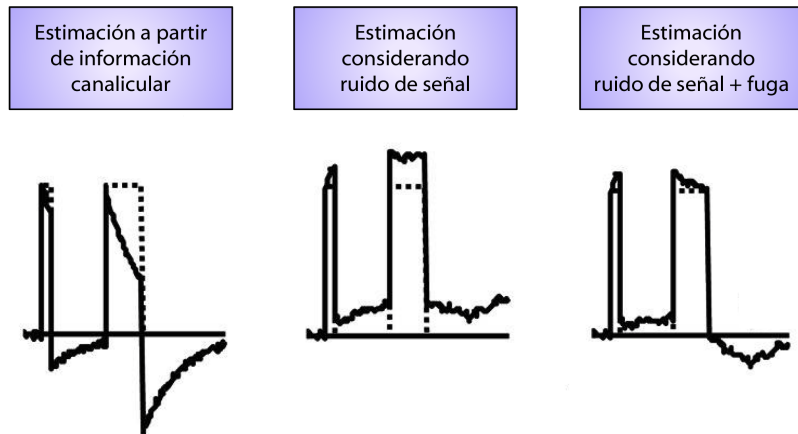 Estimación a partir
de información
canalicular
Estimación
considerando
ruido de señal
Estimación
considerando
ruido de señal + fuga